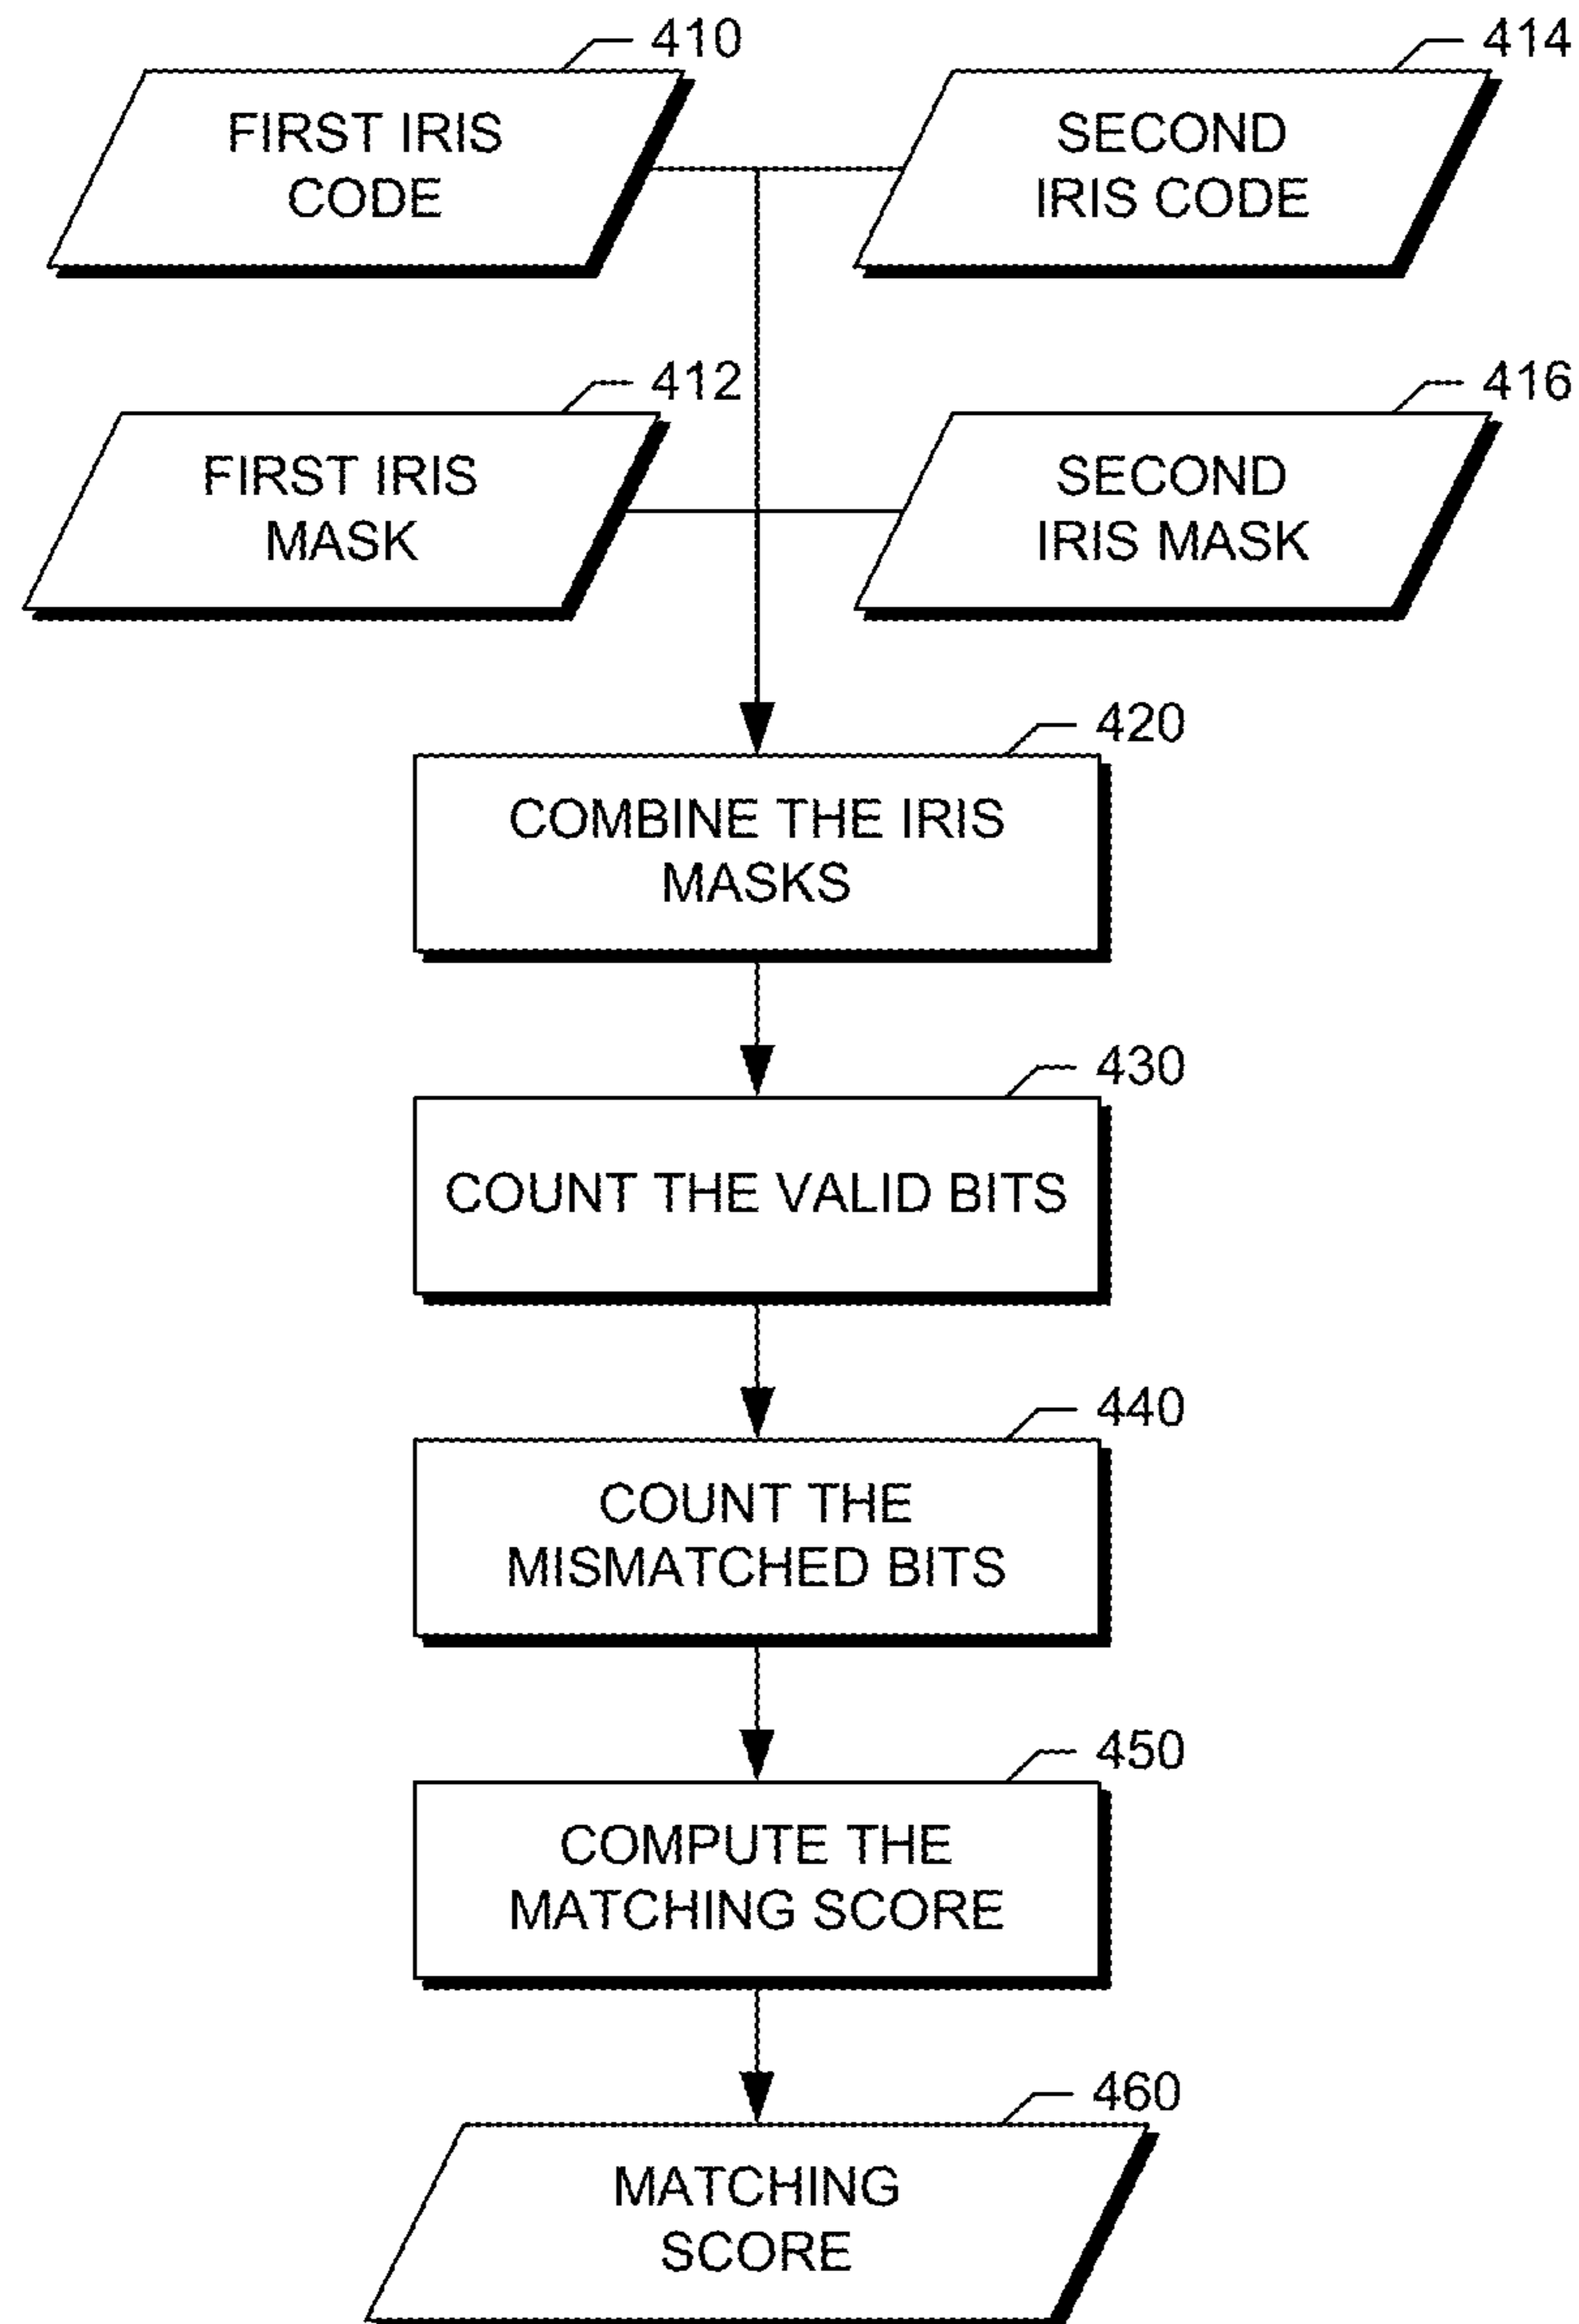 410
FIRST IRIS
CODE
414
SECOND
IRIS CODE
412
FIRST IRIS
MASK
416
SECOND
IRIS MASK
420
COMBINE THE IRIS
MASKS
430
COUNT THE VALID BITS
440
COUNT THE
MISMATCHED BITS
450
COMPUTE THE
MATCHING SCORE
460
MATCHING
SCORE